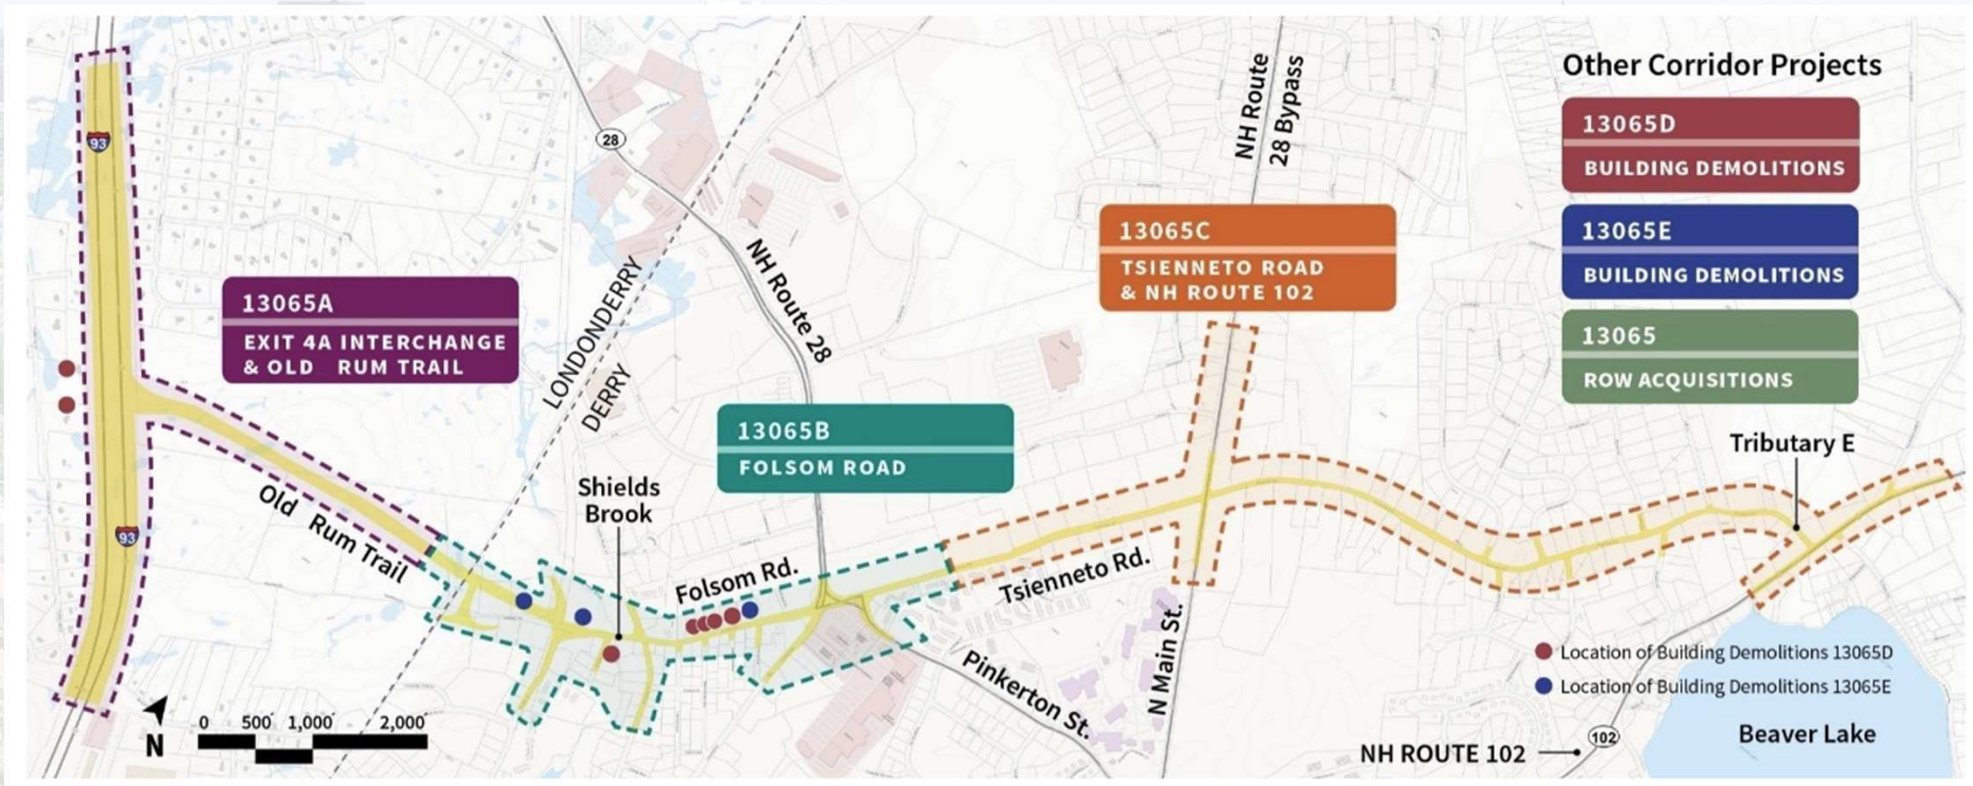 Other Corridor Projects
13065D
BUILDING DEMOLITIONS
13065E
BUILDING DEMOLITIONS
13065
ROW ACQUISITIONS
13065A
EXIT 4A INTERCHANGE
& OLD RUM TRAIL
13065B
FOLSOM ROAD
13065C
TSIENNETO ROAD
& NH ROUTE 102
93
93
28
NH Route
28 Bypass
NH Route 28
LONDONDERRY
DERRY
Old Rum Trail
Shields
Brook
Folsom Rd.
Tsienneto Rd.
Pinkerton St.
N Main St.
Tributary E
Location of Building Demolitions 13065D
Location of Building Demolitions 13065E
Beaver Lake
NH ROUTE 102
102
N
0 500' 1,000' 2,000'